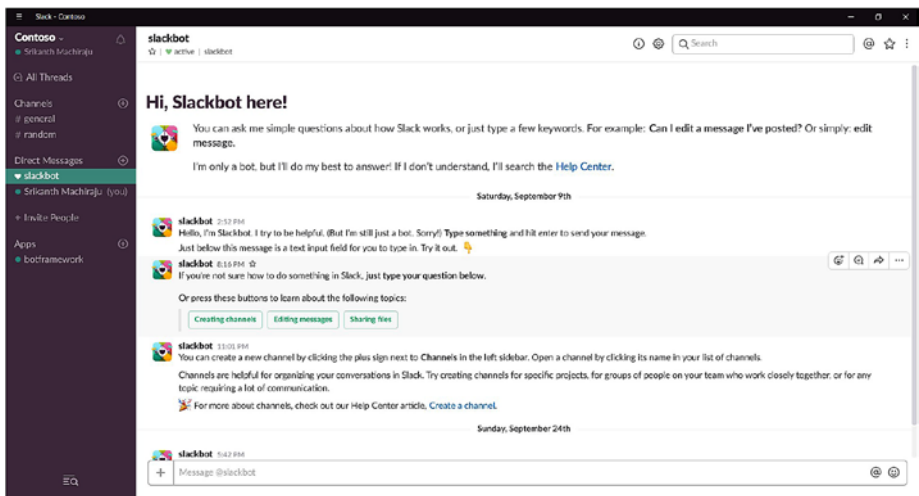 Slack - Contoso
Contoso
Srikanth Machiraju
All Threads
Channels
# general
# random
Direct Messages
slackbot
Srikanth Machiraju (you)
+ Invite People
Apps
botframework
slackbot
active | slackbot
Search
Hi, Slackbot here!
You can ask me simple questions about how Slack works, or just type a few keywords. For example: Can I edit a message I've posted? Or simply: edit
message.
I'm only a bot, but I'll do my best to answer! If I don't understand, I'll search the Help Center.
Saturday, September 9th
slackbot 2:52 PM
Hello, I'm Slackbot. I try to be helpful. (But I'm still just a bot. Sorry!) Type something and hit enter to send your message.
Just below this message is a text input field for you to type in. Try it out.
slackbot 8:16 PM
If you're not sure how to do something in Slack, just type your question below.
Or press these buttons to learn about the following topics:
Creating channels Editing messages Sharing files
slackbot 11:01 PM
You can create a new channel by clicking the plus sign next to Channels in the left sidebar. Open a channel by clicking its name in your list of channels.
Channels are helpful for organizing your conversations in Slack. Try creating channels for specific projects, for groups of people on your team who work closely together, or for any
topic requiring a lot of communication.
For more about channels, check out our Help Center article, Create a channel.
Sunday, September 24th
slackbot 5:42 PM
Message @slackbot